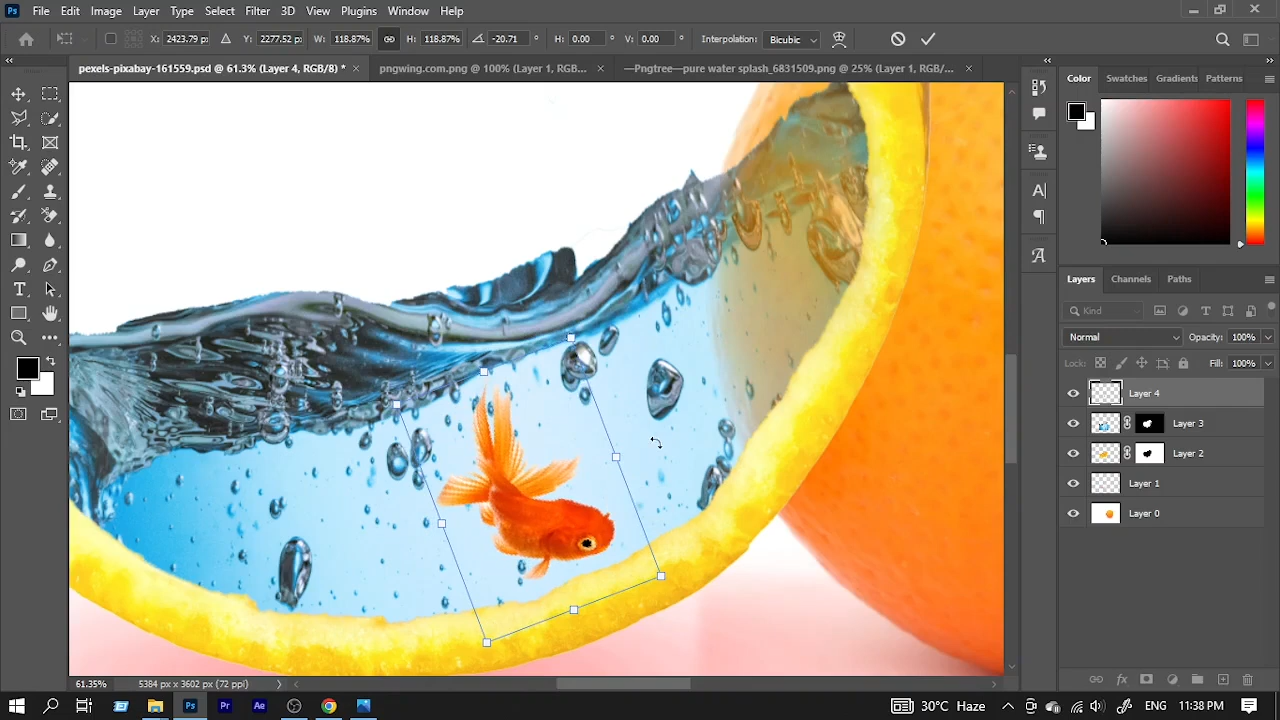 Ps File Edit Image Layer Type Select Filter 3D View Plugins Window Help
X: 2423.79 px Y: 2277.52 px W: 118.87% H: 118.87% -20.71 ° H: 0.00 ° V: 0.00 ° Interpolation: Bicubic
pexels-pixabay-161559.psd @ 61.3% (Layer 4, RGB/8) * × pngwing.com.png @ 100% (Layer 1, RGB... × —Pngtree—pure water splash_6831509.png @ 25% (Layer 1, RGB/... ×
Color Swatches Gradients Patterns
Layers Channels Paths
Kind
Normal Opacity: 100%
Lock: Fill: 100%
Layer 4
Layer 3
Layer 2
Layer 1
Layer 0
61.35% 5384 px x 3602 px (72 ppi)
Ps Pr Ae 30°C Haze ENG 11:38 PM